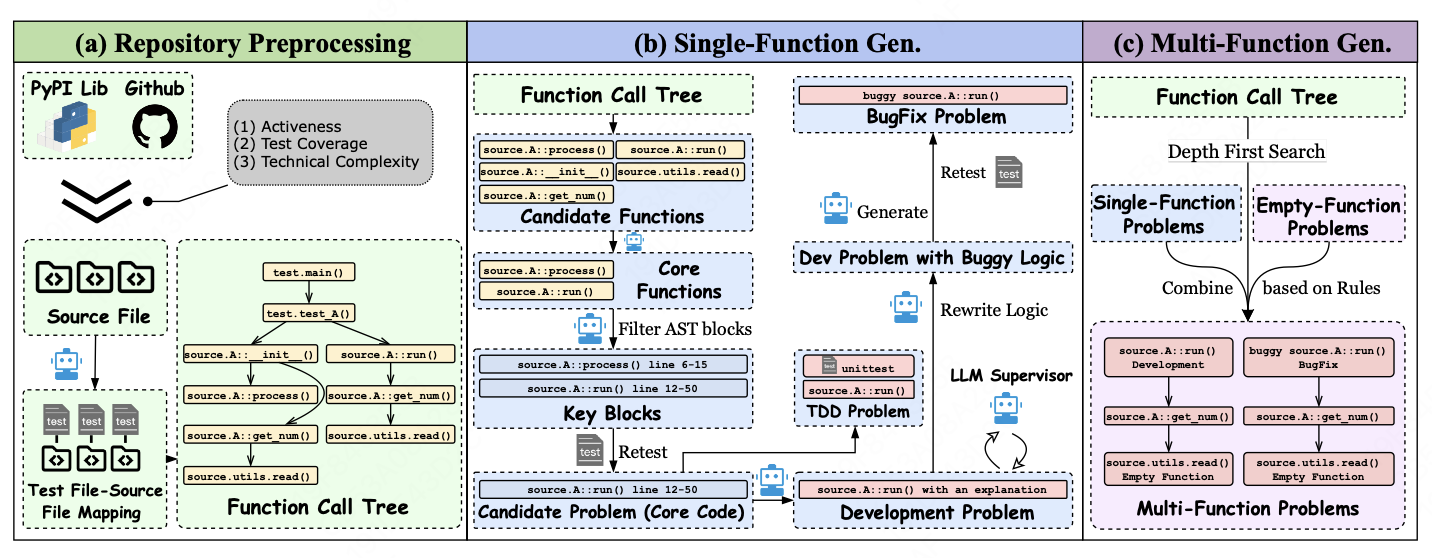 (a) Repository Preprocessing
PyPI Lib
Github
(1) Activeness
(2) Test Coverage
(3) Technical Complexity
Source File
test
test
test
Test File-Source
File Mapping
test.main()
test.test_A()
source.A::__init__()
source.A::run()
source.A::process()
source.A::get_num()
source.A::get_num()
source.utils.read()
source.utils.read()
Function Call Tree
(b) Single-Function Gen.
Function Call Tree
source.A::process()
source.A::run()
source.A::__init__()
source.utils.read()
source.A::get_num()
Candidate Functions
source.A::process()
source.A::run()
Core
Functions
Filter AST blocks
source.A::process() line 6-15
source.A::run() line 12-50
Key Blocks
test
Retest
source.A::run() line 12-50
Candidate Problem (Core Code)
buggy source.A::run()
BugFix Problem
Retest
test
Generate
Dev Problem with Buggy Logic
Rewrite Logic
test
unittest
source.A::run()
TDD Problem
LLM Supervisor
source.A::run() with an explanation
Development Problem
(c) Multi-Function Gen.
Function Call Tree
Depth First Search
Single-Function
Problems
Empty-Function
Problems
Combine
based on Rules
source.A::run()
Development
source.A::get_num()
source.utils.read()
Empty Function
buggy source.A::run()
BugFix
source.A::get_num()
source.utils.read()
Empty Function
Multi-Function Problems